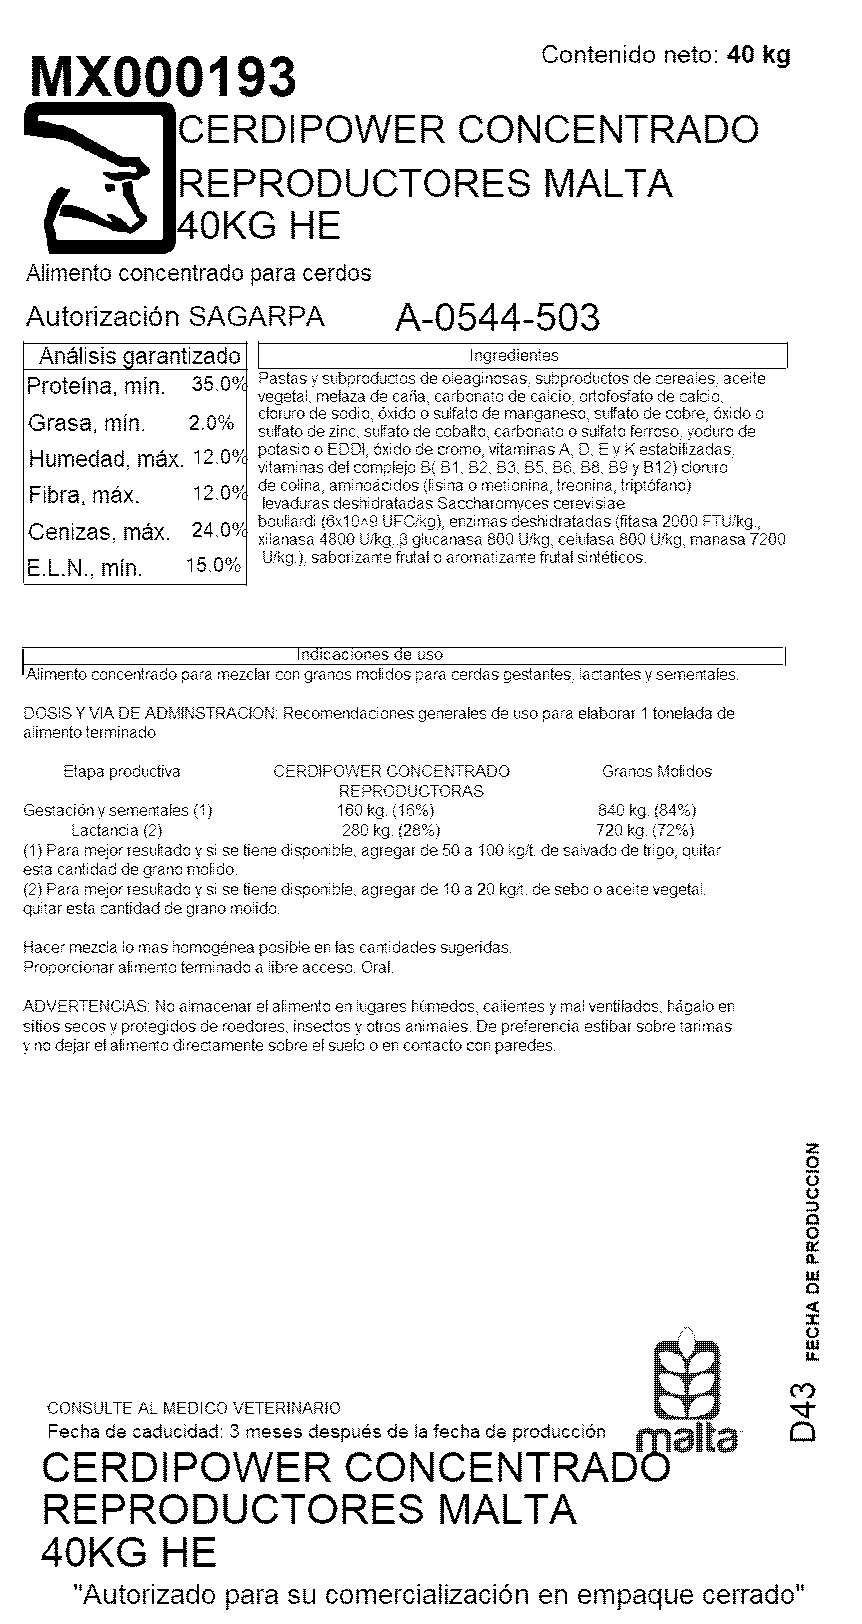 Contenido neto: 40 kg
MX000193
CERDIPOWER CONCENTRADO
REPRODUCTORES MALTA
40KG HE
Alimento concentrado para cerdos
Autorización SAGARPA A-0544-503
Análisis garantizado
Proteína, mín. 35.0%
Grasa, mín. 2.0%
Humedad, máx. 12.0%
Fibra, máx. 12.0%
Cenizas, máx. 24.0%
E.L.N., mín. 15.0%
Ingredientes
Pastas y subproductos de oleaginosas, subproductos de cereales, aceite
vegetal, melaza de caña, carbonato de calcio, ortofosfato de calcio,
cloruro de sodio, óxido o sulfato de manganeso, sulfato de cobre, óxido o
sulfato de zinc, sulfato de cobalto, carbonato o sulfato ferroso, yoduro de
potasio o EDDI, óxido de cromo, vitaminas A, D, E y K estabilizadas,
vitaminas del complejo B( B1, B2, B3, B5, B6, B8, B9 y B12) cloruro
de colina, aminoácidos (lisina o metionina, treonina, triptófano)
levaduras deshidratadas Saccharomyces cerevisiae
boullardi (6x10^9 UFC/kg), enzimas deshidratadas (fitasa 2000 FTU/kg.,
xilanasa 4800 U/kg, β glucanasa 800 U/kg, celulasa 800 U/kg, manasa 7200
U/kg.), saborizante frutal o aromatizante frutal sintéticos.
Indicaciones de uso
Alimento concentrado para mezclar con granos molidos para cerdas gestantes, lactantes y sementales.
DOSIS Y VIA DE ADMINSTRACION: Recomendaciones generales de uso para elaborar 1 tonelada de
alimento terminado
Etapa productiva CERDIPOWER CONCENTRADO Granos Molidos
REPRODUCTORAS
Gestación y sementales (1) 160 kg. (16%) 840 kg. (84%)
Lactancia (2) 280 kg. (28%) 720 kg. (72%)
(1) Para mejor resultado y si se tiene disponible, agregar de 50 a 100 kg/t. de salvado de trigo, quitar
esta cantidad de grano molido.
(2) Para mejor resultado y si se tiene disponible, agregar de 10 a 20 kg/t. de sebo o aceite vegetal,
quitar esta cantidad de grano molido.
Hacer mezcla lo mas homogénea posible en las cantidades sugeridas.
Proporcionar alimento terminado a libre acceso. Oral.
ADVERTENCIAS: No almacenar el alimento en lugares húmedos, calientes y mal ventilados, hágalo en
sitios secos y protegidos de roedores, insectos y otros animales. De preferencia estibar sobre tarimas
y no dejar el alimento directamente sobre el suelo o en contacto con paredes.
D43 FECHA DE PRODUCCION
CONSULTE AL MEDICO VETERINARIO
Fecha de caducidad: 3 meses después de la fecha de producción
malta
CERDIPOWER CONCENTRADO
REPRODUCTORES MALTA
40KG HE
"Autorizado para su comercialización en empaque cerrado"